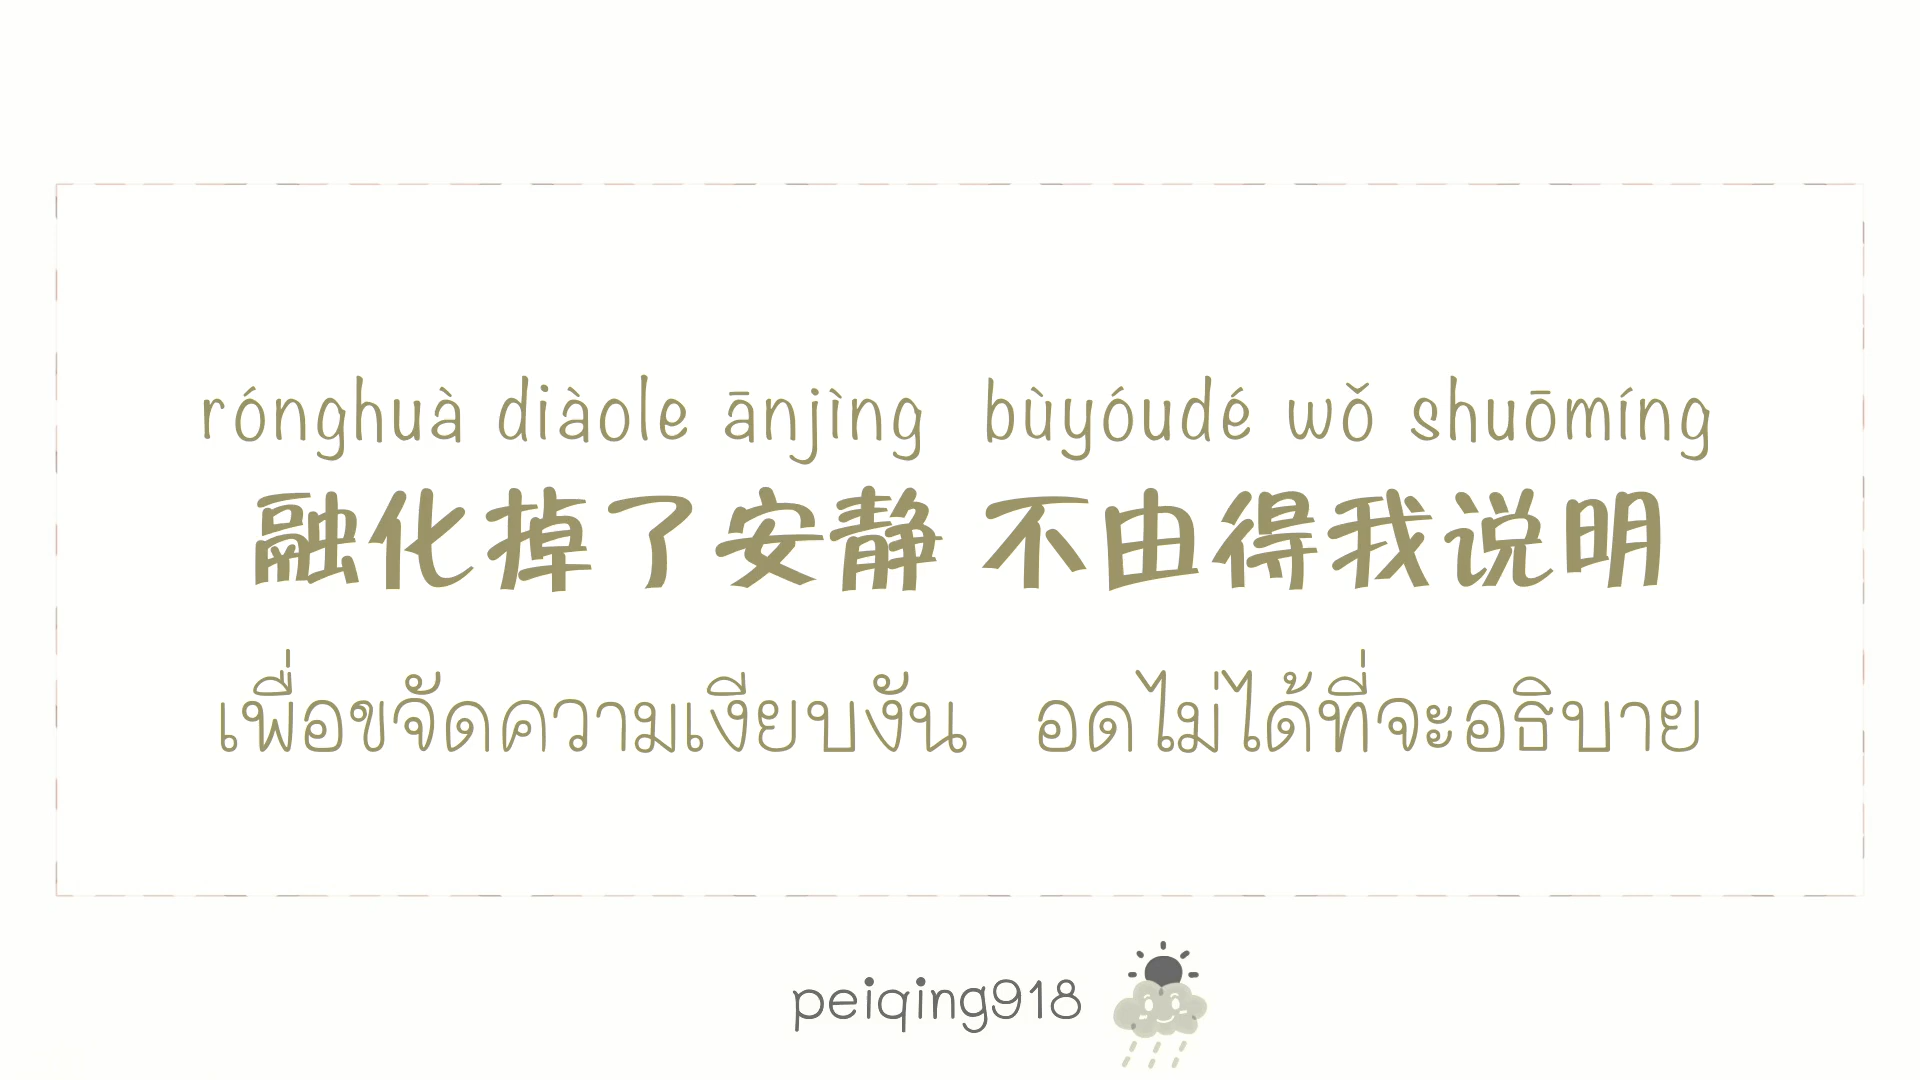 rónghuà diàole ānjìng bùyóudé wǒ shuōmíng
融化掉了安静 不由得我说明
เพื่อขจัดความเงียบงัน อดไม่ได้ที่จะอธิบาย
peiqing918